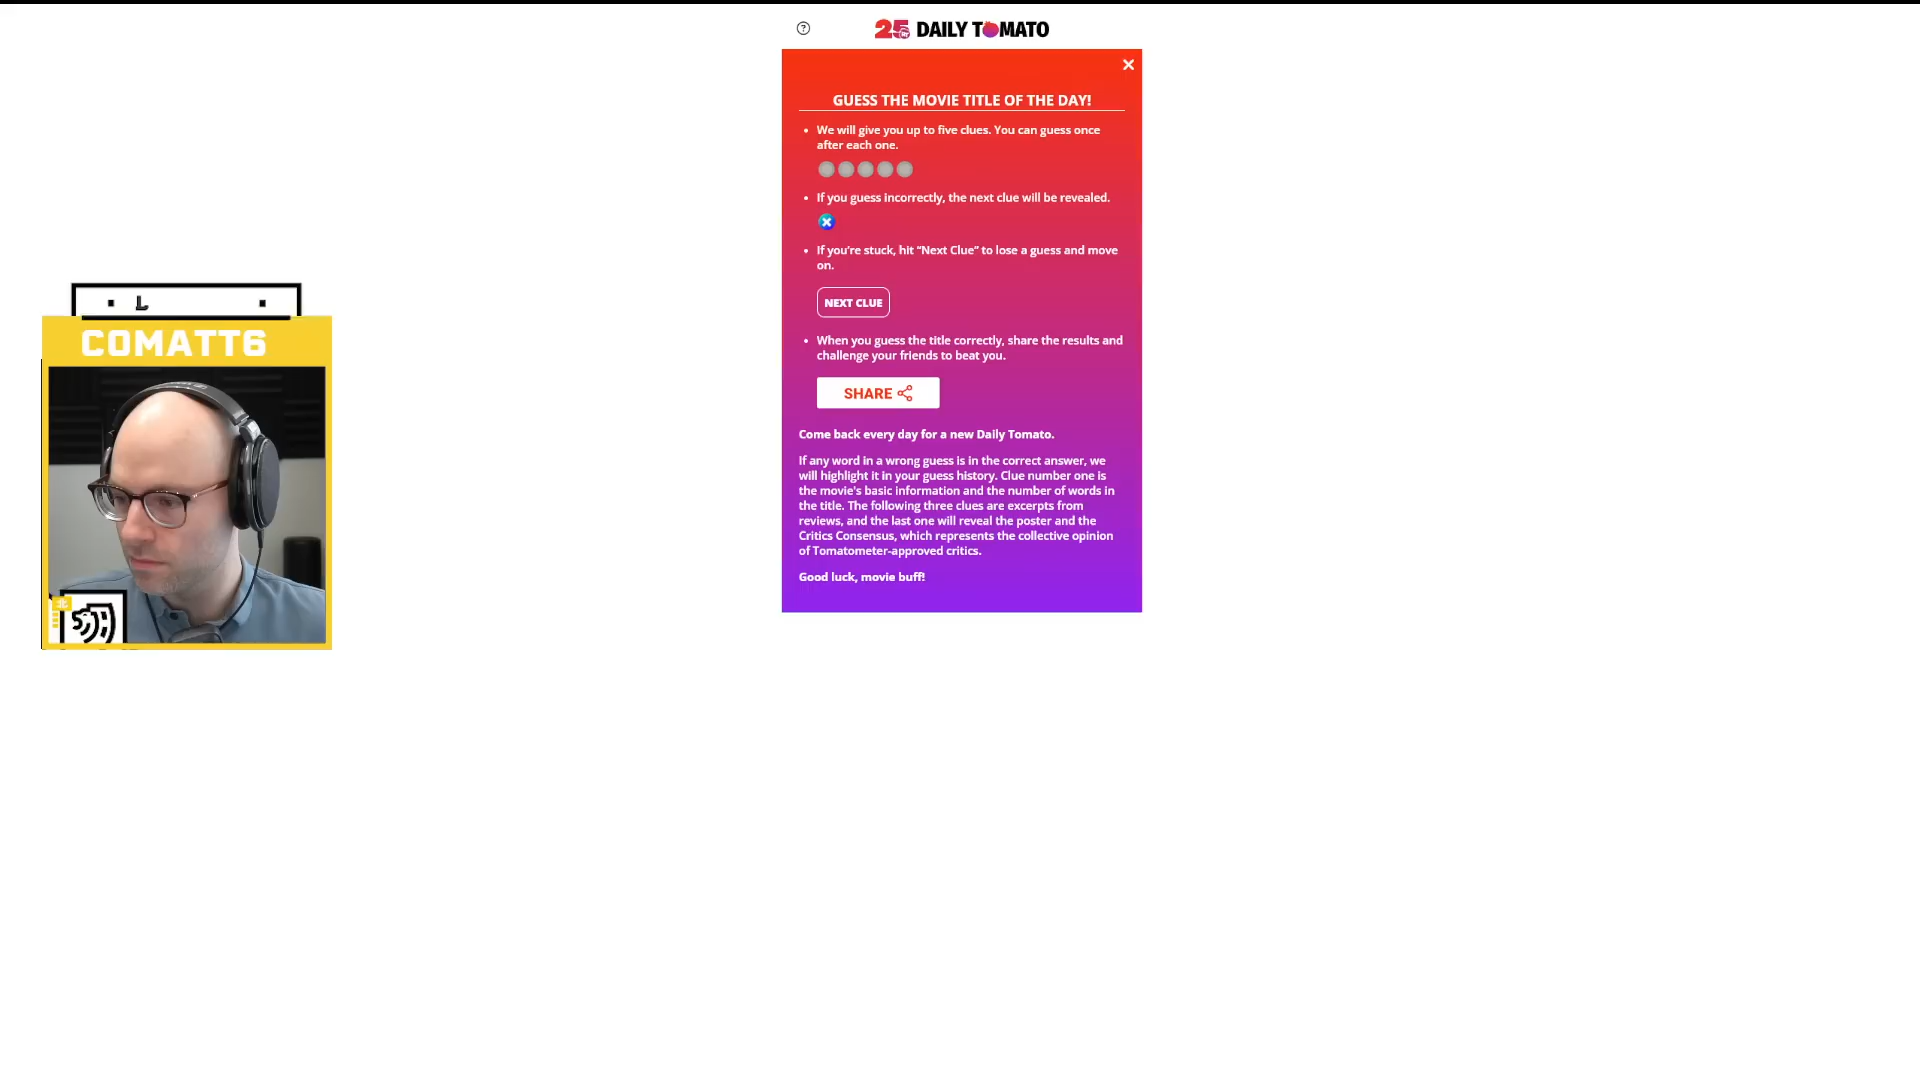 25 DAILY TOMATO
GUESS THE MOVIE TITLE OF THE DAY!
• We will give you up to five clues. You can guess once
after each one.
• If you guess incorrectly, the next clue will be revealed.
• If you're stuck, hit “Next Clue” to lose a guess and move
on.
NEXT CLUE
• When you guess the title correctly, share the results and
challenge your friends to beat you.
SHARE
Come back every day for a new Daily Tomato.
If any word in a wrong guess is in the correct answer, we
will highlight it in your guess history. Clue number one is
the movie's basic information and the number of words in
the title. The following three clues are excerpts from
reviews, and the last one will reveal the poster and the
Critics Consensus, which represents the collective opinion
of Tomatometer-approved critics.
Good luck, movie buff!
COMATT6